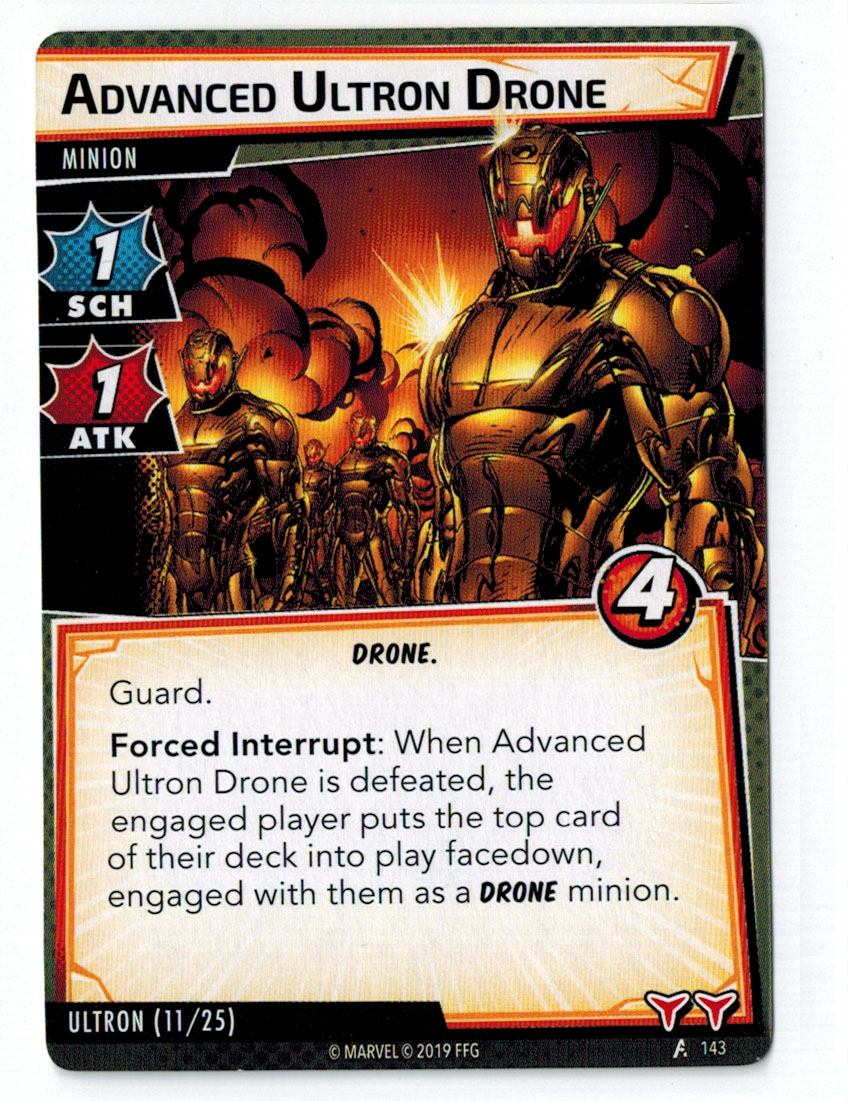 ADVANCED ULTRON DRONE
MINION
1
SCH
1
ATK
4
DRONE.
Guard.
Forced Interrupt: When Advanced
Ultron Drone is defeated, the
engaged player puts the top card
of their deck into play facedown,
engaged with them as a DRONE minion.
ULTRON (11/25)
© MARVEL © 2019 FFG
143